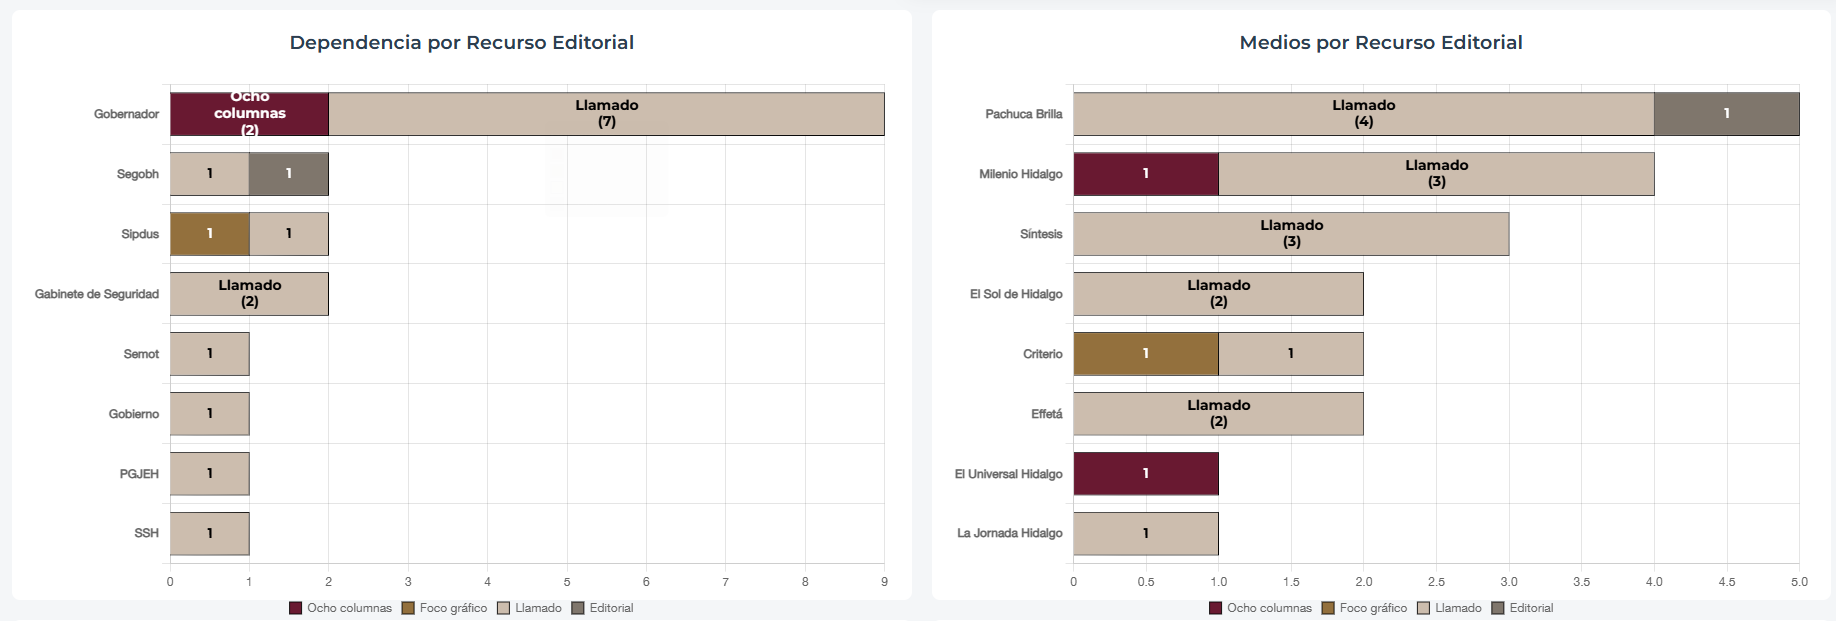 Dependencia por Recurso Editorial
Gobernador
Ocho
columnas
(2)
Llamado
(7)
Segobh
1
1
Sipdus
1
1
Gabinete de Seguridad
Llamado
(2)
Semot
1
Gobierno
1
PGJEH
1
SSH
1
0 1 2 3 4 5 6 7 8 9
Ocho columnas Foco gráfico Llamado Editorial
Medios por Recurso Editorial
Pachuca Brilla
Llamado
(4)
1
Milenio Hidalgo
1
Llamado
(3)
Síntesis
Llamado
(3)
El Sol de Hidalgo
Llamado
(2)
Criterio
1
1
Effetá
Llamado
(2)
El Universal Hidalgo
1
La Jornada Hidalgo
1
0 0.5 1.0 1.5 2.0 2.5 3.0 3.5 4.0 4.5 5.0
Ocho columnas Foco gráfico Llamado Editorial